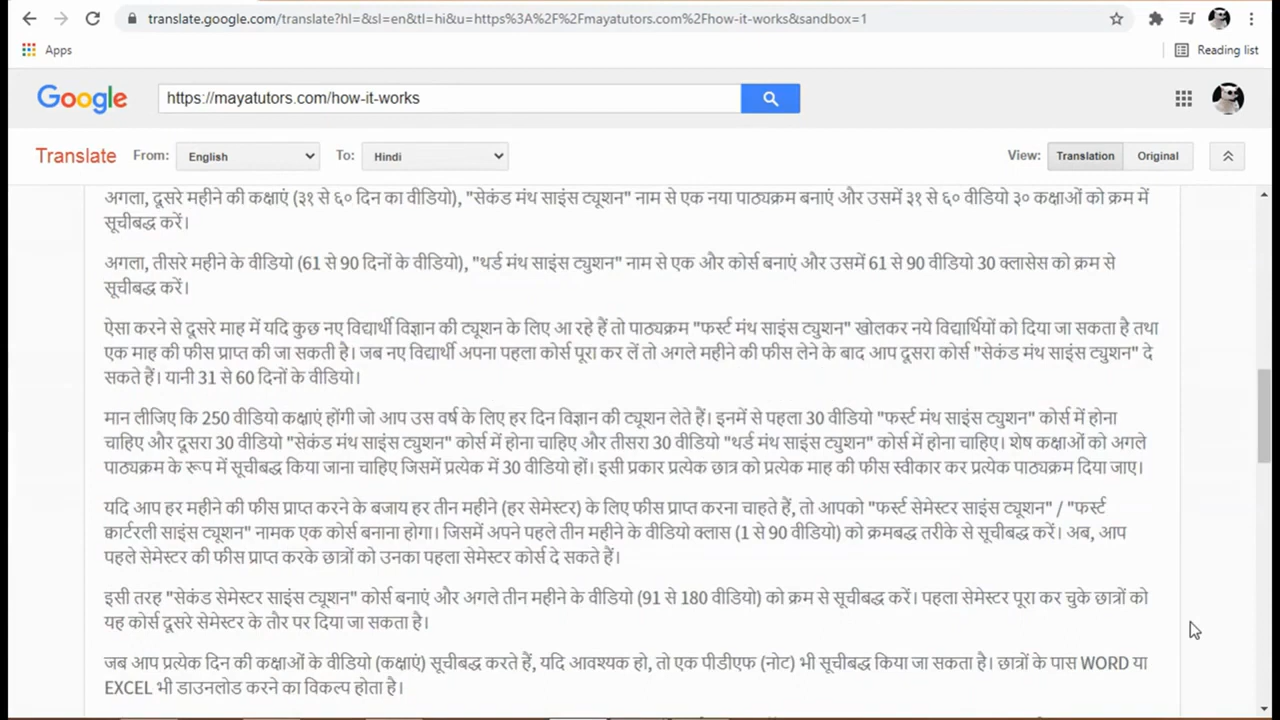 translate.google.com/translate?hl=&sl=en&tl=hi&u=https%3A%2F%2Fmayatutors.com%2Fhow-it-works&sandbox=1
Apps
Reading list
Google
https://mayatutors.com/how-it-works
Translate From: English To: Hindi View: Translation Original
अगला, दूसरे महीने की कक्षाएं (३१ से ६० दिन का वीडियो), "सेकंड मंथ साइंस ट्यूशन" नाम से एक नया पाठ्यक्रम बनाएं और उसमें ३१ से ६० वीडियो ३० कक्षाओं को क्रम में
सूचीबद्ध करें।
अगला, तीसरे महीने के वीडियो (61 से 90 दिनों के वीडियो), "थर्ड मंथ साइंस ट्युशन" नाम से एक और कोर्स बनाएं और उसमें 61 से 90 वीडियो 30 क्लासेस को क्रम से
सूचीबद्ध करें।
ऐसा करने से दूसरे माह में यदि कुछ नए विद्यार्थी विज्ञान की ट्यूशन के लिए आ रहे हैं तो पाठ्यक्रम "फर्स्ट मंथ साइंस ट्युशन" खोलकर नये विद्यार्थियों को दिया जा सकता है तथा
एक माह की फीस प्राप्त की जा सकती है। जब नए विद्यार्थी अपना पहला कोर्स पूरा कर लें तो अगले महीने की फीस लेने के बाद आप दूसरा कोर्स "सेकंड मंथ साइंस ट्युशन" दे
सकते हैं। यानी 31 से 60 दिनों के वीडियो।
मान लीजिए कि 250 वीडियो कक्षाएं होंगी जो आप उस वर्ष के लिए हर दिन विज्ञान की ट्यूशन लेते हैं। इनमें से पहला 30 वीडियो "फर्स्ट मंथ साइंस ट्युशन" कोर्स में होना
चाहिए और दूसरा 30 वीडियो "सेकंड मंथ साइंस ट्युशन" कोर्स में होना चाहिए और तीसरा 30 वीडियो "थर्ड मंथ साइंस ट्युशन" कोर्स में होना चाहिए। शेष कक्षाओं को अगले
पाठ्यक्रम के रूप में सूचीबद्ध किया जाना चाहिए जिसमें प्रत्येक में 30 वीडियो हों। इसी प्रकार प्रत्येक छात्र को प्रत्येक माह की फीस स्वीकार कर प्रत्येक पाठ्यक्रम दिया जाए।
यदि आप हर महीने की फीस प्राप्त करने के बजाय हर तीन महीने (हर सेमेस्टर) के लिए फीस प्राप्त करना चाहते हैं, तो आपको "फर्स्ट सेमेस्टर साइंस ट्यूशन" / "फर्स्ट
क्वार्टरली साइंस ट्यूशन" नामक एक कोर्स बनाना होगा। जिसमें अपने पहले तीन महीने के वीडियो क्लास (1 से 90 वीडियो) को क्रमबद्ध तरीके से सूचीबद्ध करें। अब, आप
पहले सेमेस्टर की फीस प्राप्त करके छात्रों को उनका पहला सेमेस्टर कोर्स दे सकते हैं।
इसी तरह "सेकंड सेमेस्टर साइंस ट्यूशन" कोर्स बनाएं और अगले तीन महीने के वीडियो (91 से 180 वीडियो) को क्रम से सूचीबद्ध करें। पहला सेमेस्टर पूरा कर चुके छात्रों को
यह कोर्स दूसरे सेमेस्टर के तौर पर दिया जा सकता है।
जब आप प्रत्येक दिन की कक्षाओं के वीडियो (कक्षाएं) सूचीबद्ध करते हैं, यदि आवश्यक हो, तो एक पीडीएफ (नोट) भी सूचीबद्ध किया जा सकता है। छात्रों के पास WORD या
EXCEL भी डाउनलोड करने का विकल्प होता है।